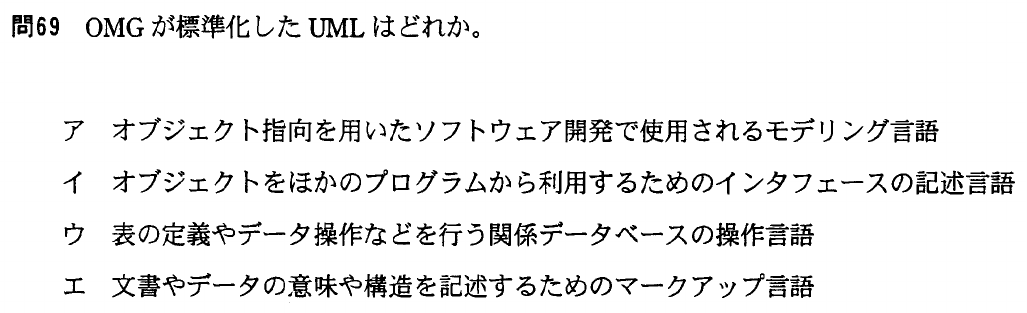 問69 OMG が標準化した UML はどれか。
ア オブジェクト指向を用いたソフトウェア開発で使用されるモデリング言語
イ オブジェクトをほかのプログラムから利用するためのインタフェースの記述言語
ウ 表の定義やデータ操作などを行う関係データベースの操作言語
エ 文書やデータの意味や構造を記述するためのマークアップ言語